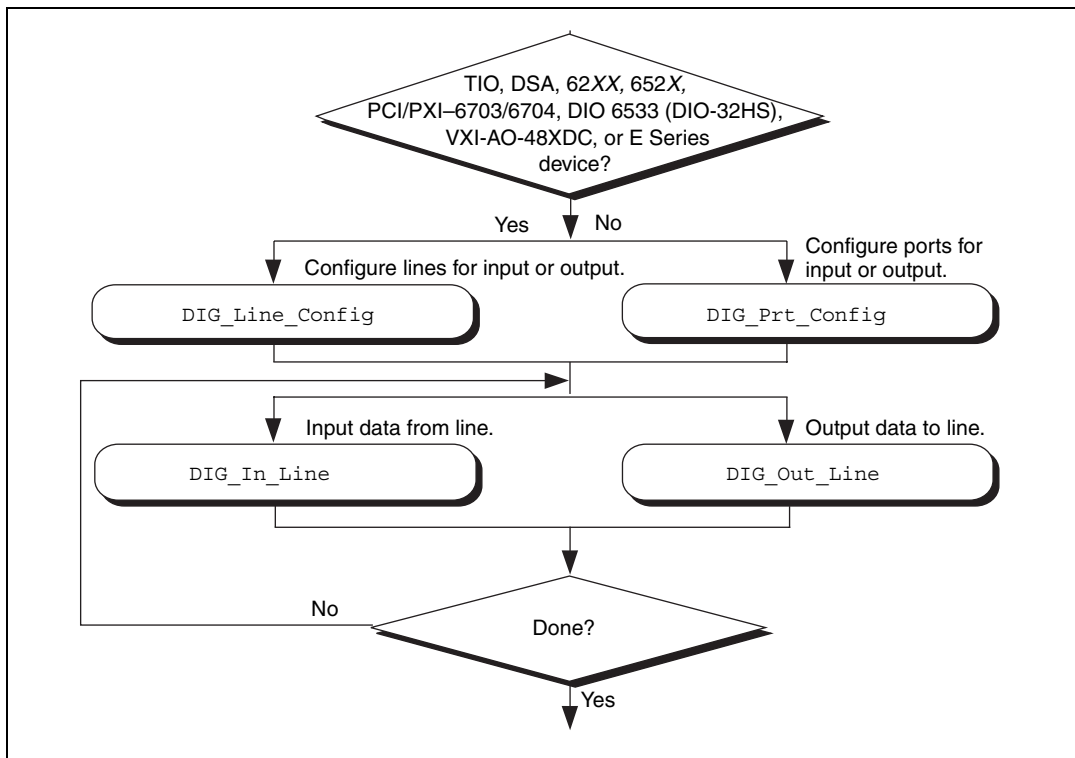 TIO, DSA, 62XX, 652X,
PCI/PXI–6703/6704, DIO 6533 (DIO-32HS),
VXI-AO-48XDC, or E Series
device?
Yes
No
Configure lines for input or output.
Configure ports for
input or output.
DIG_Line_Config
DIG_Prt_Config
Input data from line.
Output data to line.
DIG_In_Line
DIG_Out_Line
No
Done?
Yes